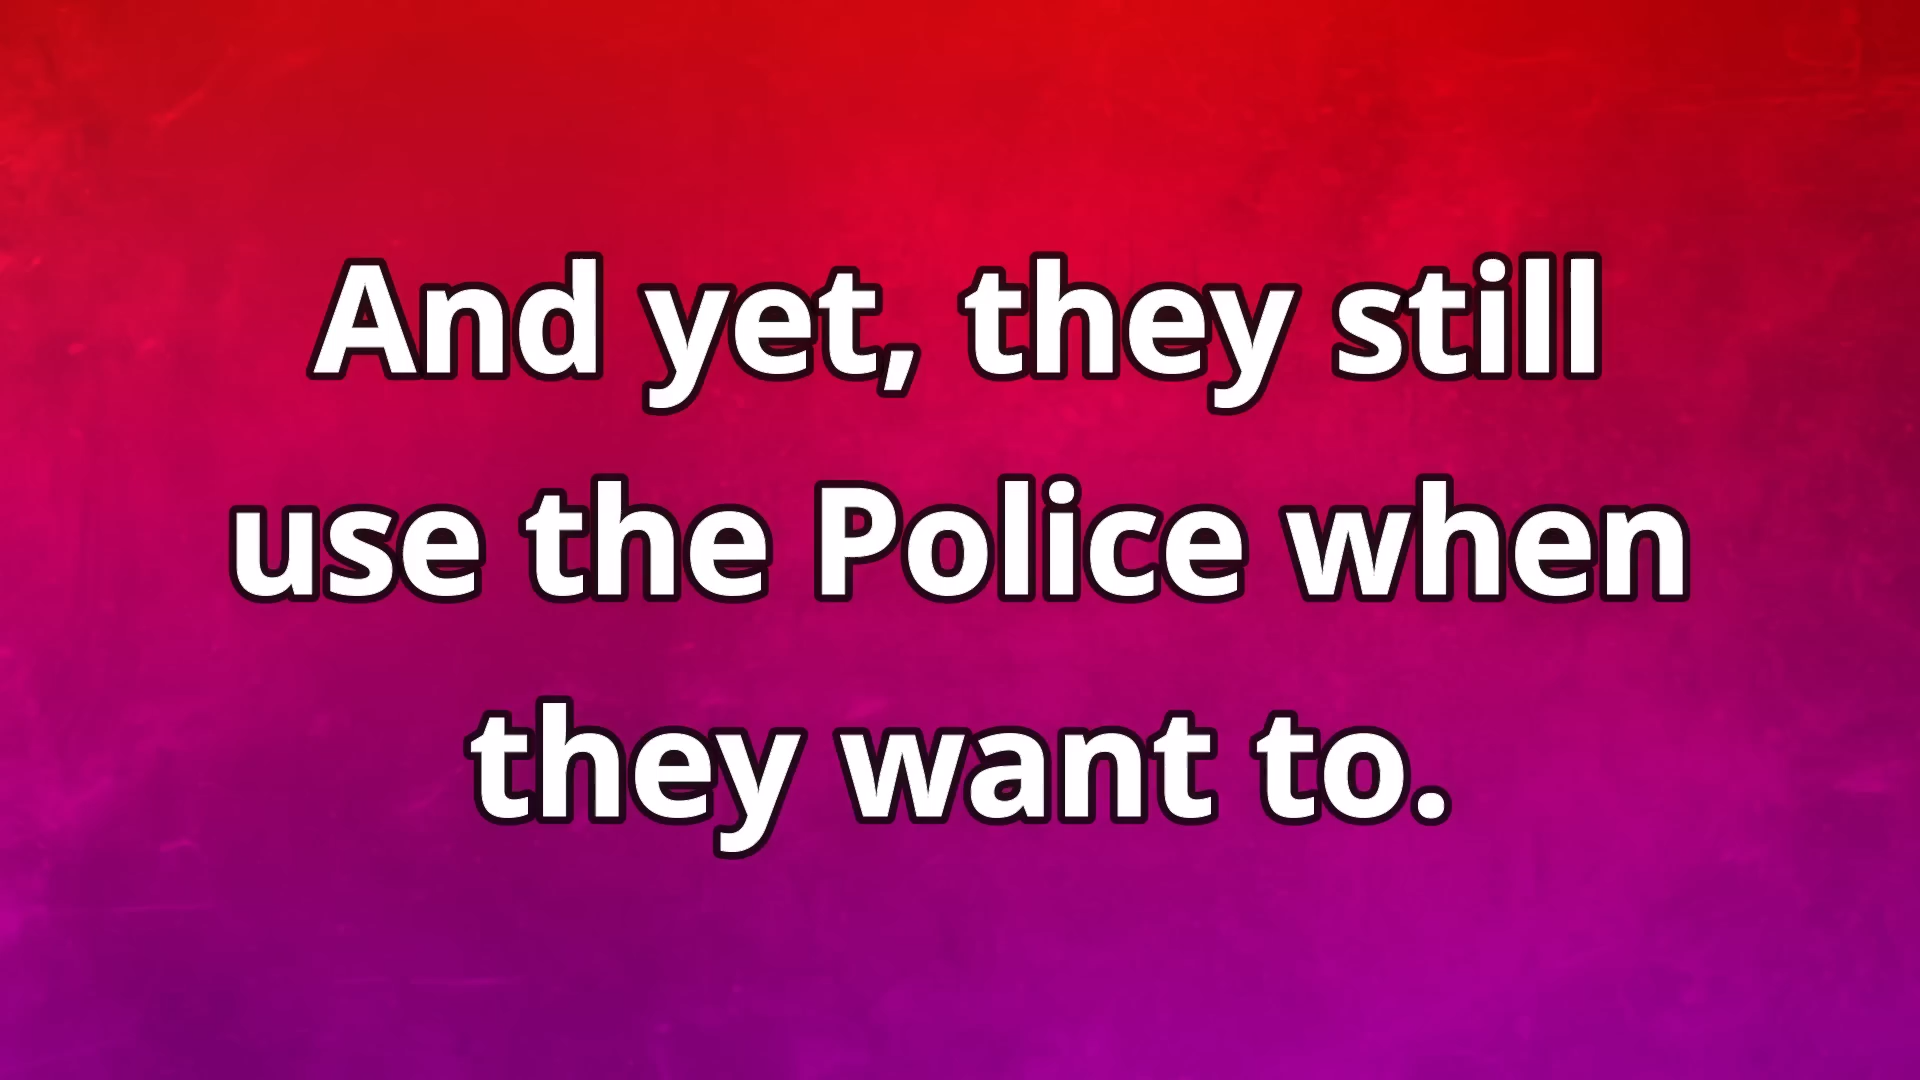 And yet, they still
use the Police when
they want to.